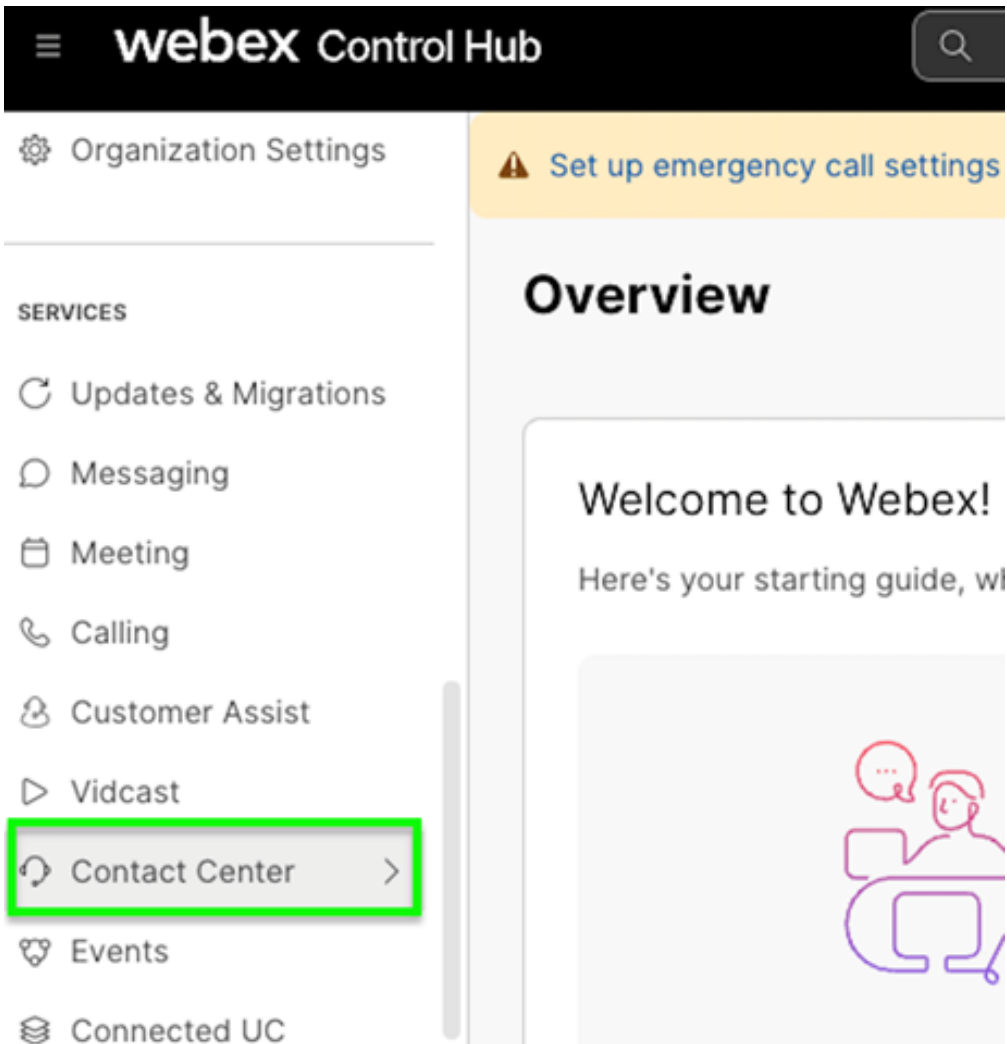 webex Control Hub
Organization Settings
Set up emergency call settings
SERVICES
Updates & Migrations
Messaging
Meeting
Calling
Customer Assist
Vidcast
Contact Center
Events
Connected UC
Overview
Welcome to Webex!
Here's your starting guide,